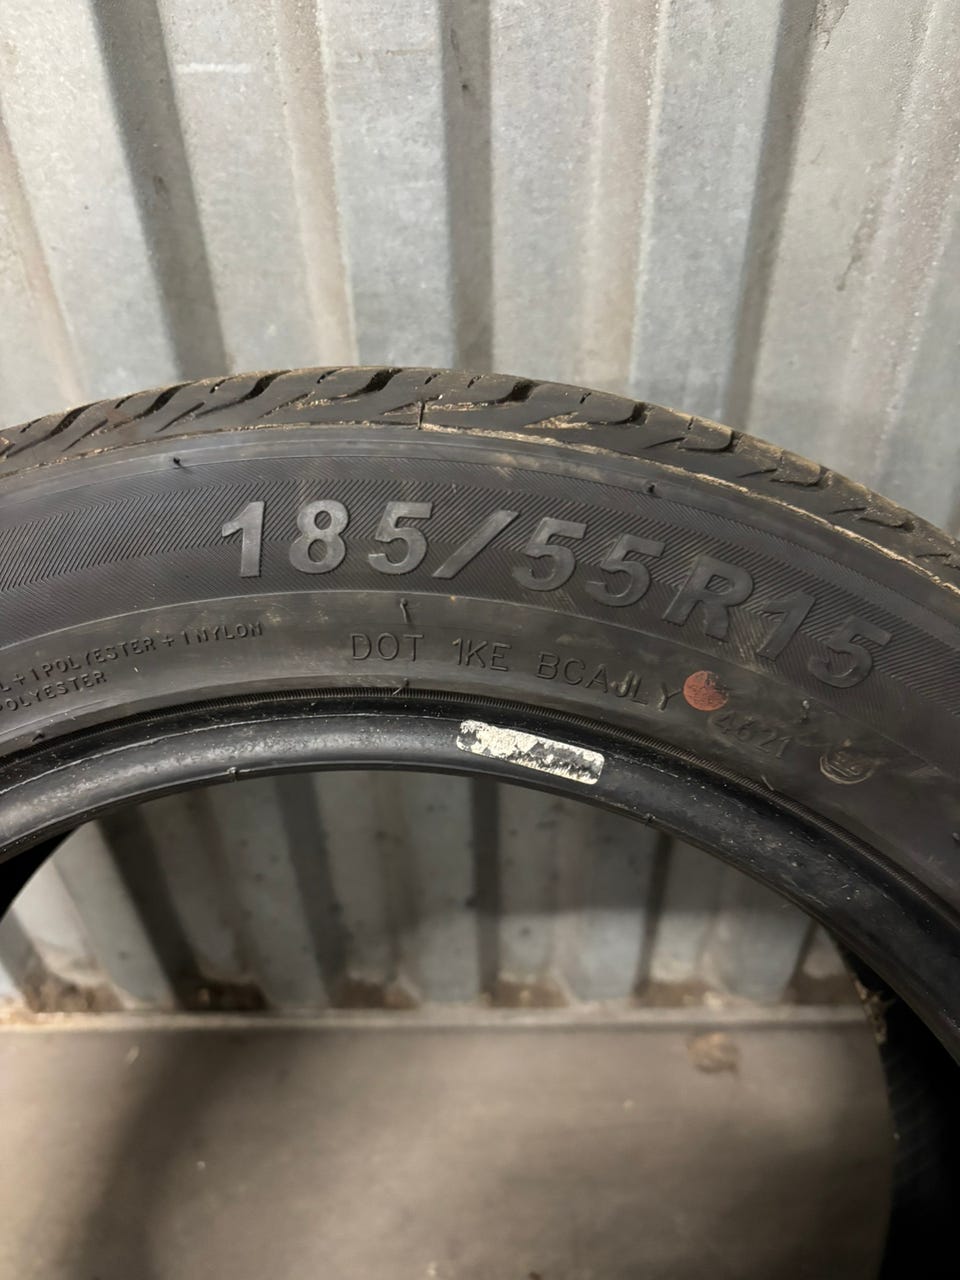 185/55R15
L + 1 POLYESTER + 1 NYLON
POLYESTER
DOT 1KE BCAJLY 4621